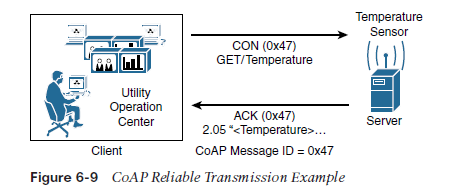 Temperature
Sensor
CON (0x47)
GET/Temperature
Utility
Operation
Center
ACK (0x47)
2.05 “<Temperature>...
Server
Client
CoAP Message ID = 0x47
Figure 6-9 CoAP Reliable Transmission Example